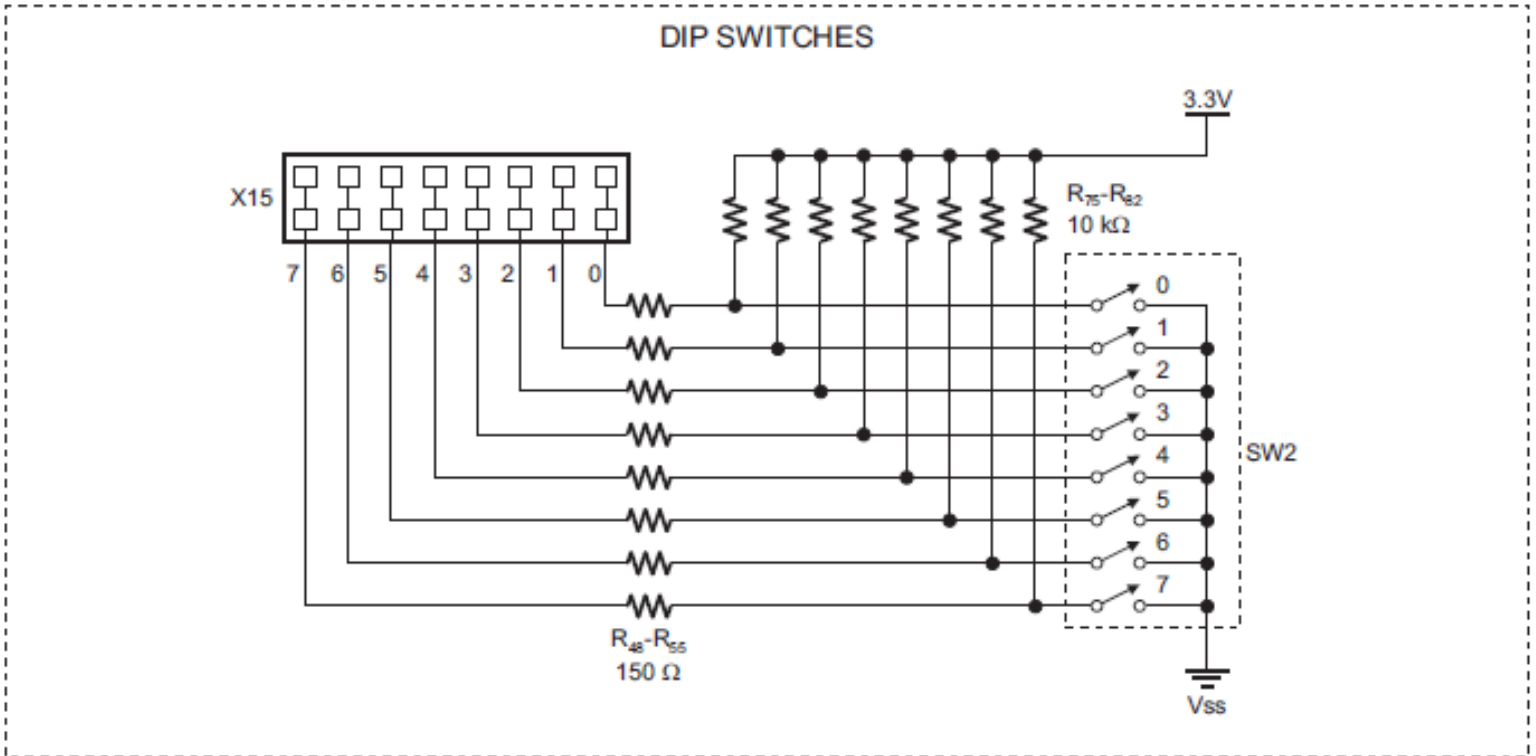 DIP SWITCHES
3.3V
X15
R75-R82
10 kΩ
7 6 5 4 3 2 1 0
0
1
2
3
4
5
6
7
SW2
R48-R55
150 Ω
Vss